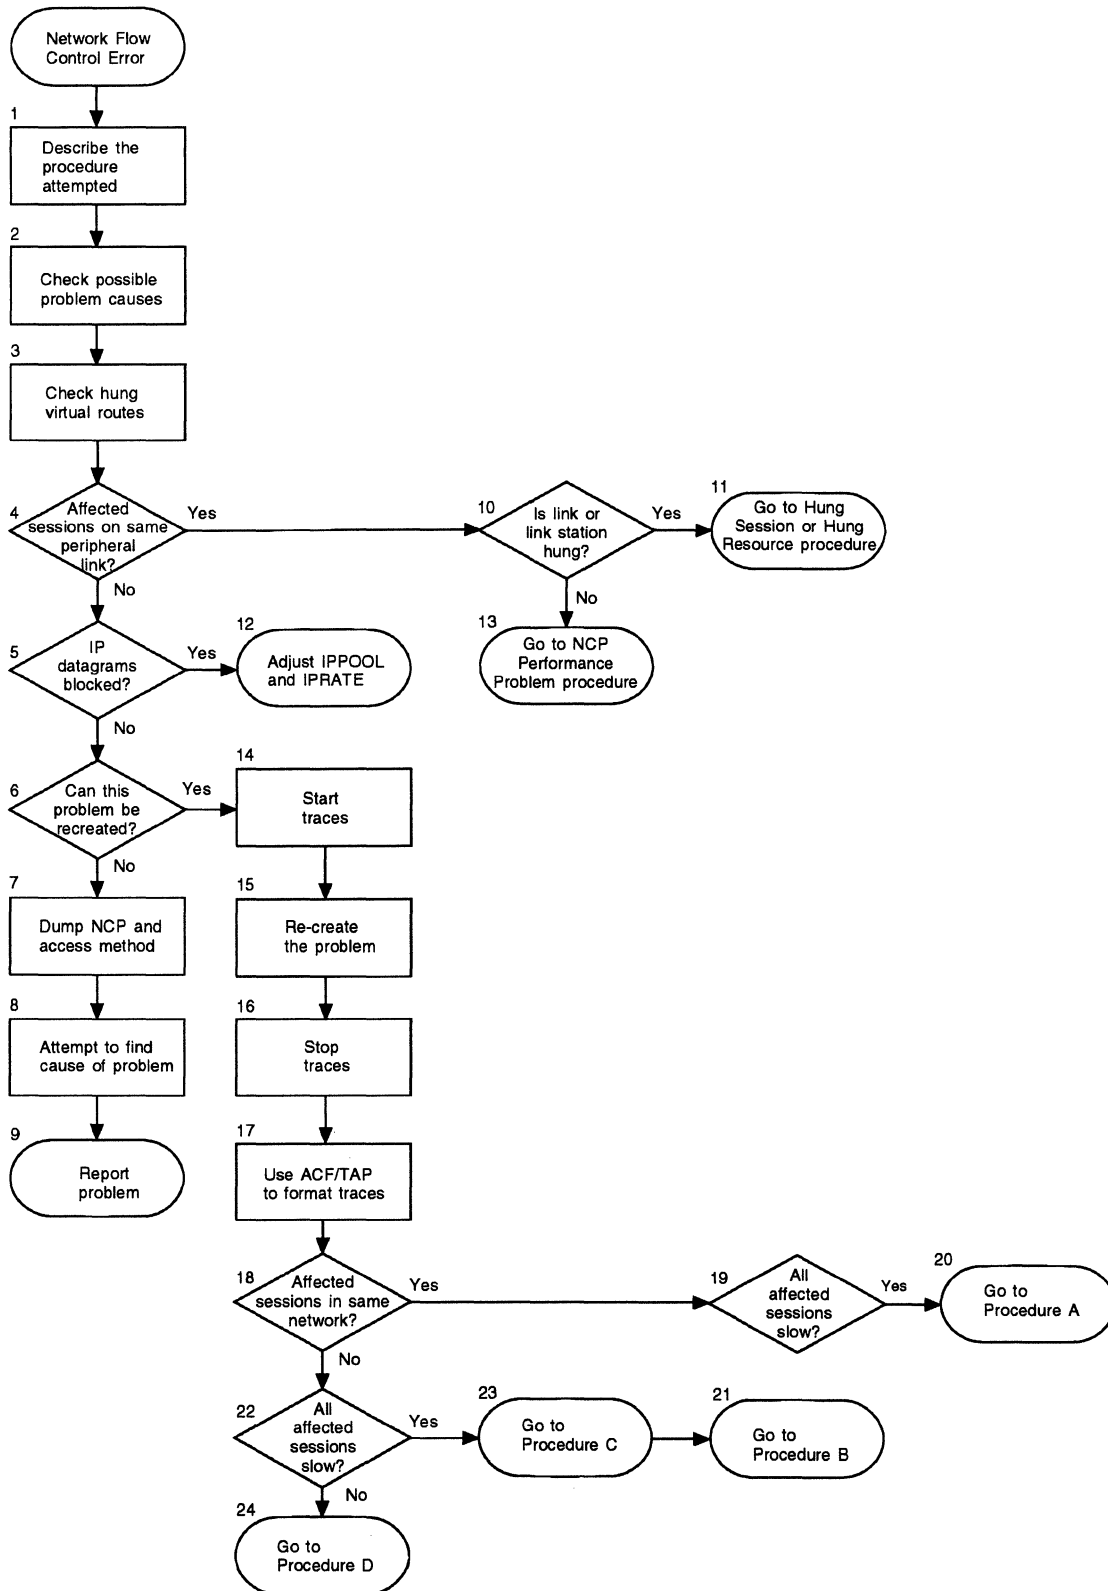 Network Flow
Control Error
1
Describe the
procedure
attempted
2
Check possible
problem causes
3
Check hung
virtual routes
4
Affected
sessions on same
peripheral
link?
Yes
No
10
Is link or
link station
hung?
Yes
No
11
Go to Hung
Session or Hung
Resource procedure
5
IP
datagrams
blocked?
Yes
No
12
Adjust IPPOOL
and IPRATE
13
Go to NCP
Performance
Problem procedure
6
Can this
problem be
recreated?
Yes
No
14
Start
traces
7
Dump NCP and
access method
15
Re-create
the problem
8
Attempt to find
cause of problem
16
Stop
traces
9
Report
problem
17
Use ACF/TAP
to format traces
18
Affected
sessions in same
network?
Yes
No
19
All
affected
sessions
slow?
Yes
20
Go to
Procedure A
22
All
affected
sessions
slow?
Yes
No
23
Go to
Procedure C
21
Go to
Procedure B
24
Go to
Procedure D